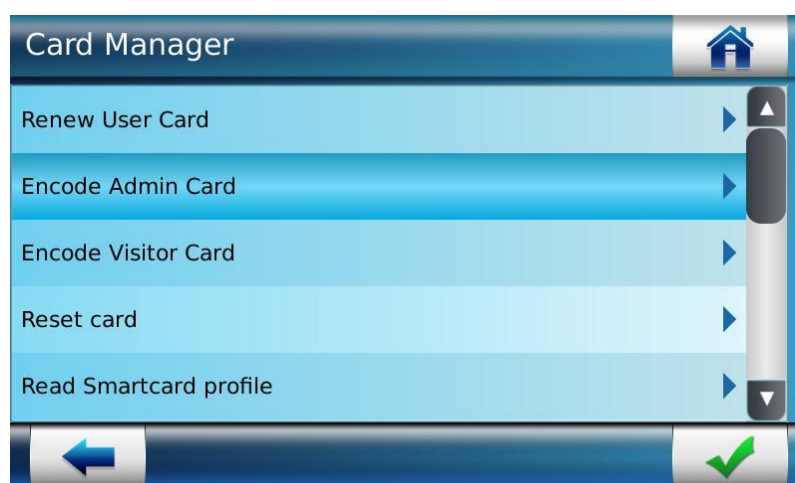 Card Manager
Renew User Card
Encode Admin Card
Encode Visitor Card
Reset card
Read Smartcard profile